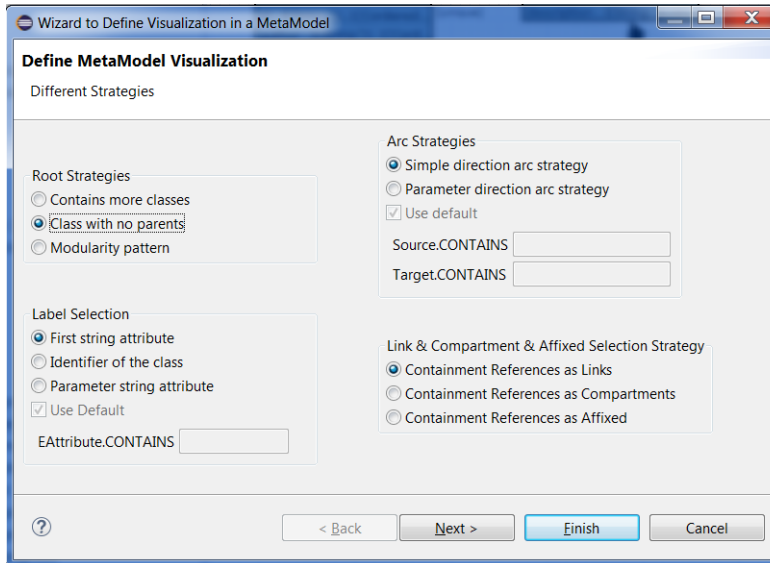 Wizard to Define Visualization in a MetaModel
Define MetaModel Visualization
Different Strategies
Root Strategies
Contains more classes
Class with no parents
Modularity pattern
Label Selection
First string attribute
Identifier of the class
Parameter string attribute
Use Default
EAttribute.CONTAINS
Arc Strategies
Simple direction arc strategy
Parameter direction arc strategy
Use default
Source.CONTAINS
Target.CONTAINS
Link & Compartment & Affixed Selection Strategy
Containment References as Links
Containment References as Compartments
Containment References as Affixed
?
< Back
Next >
Finish
Cancel